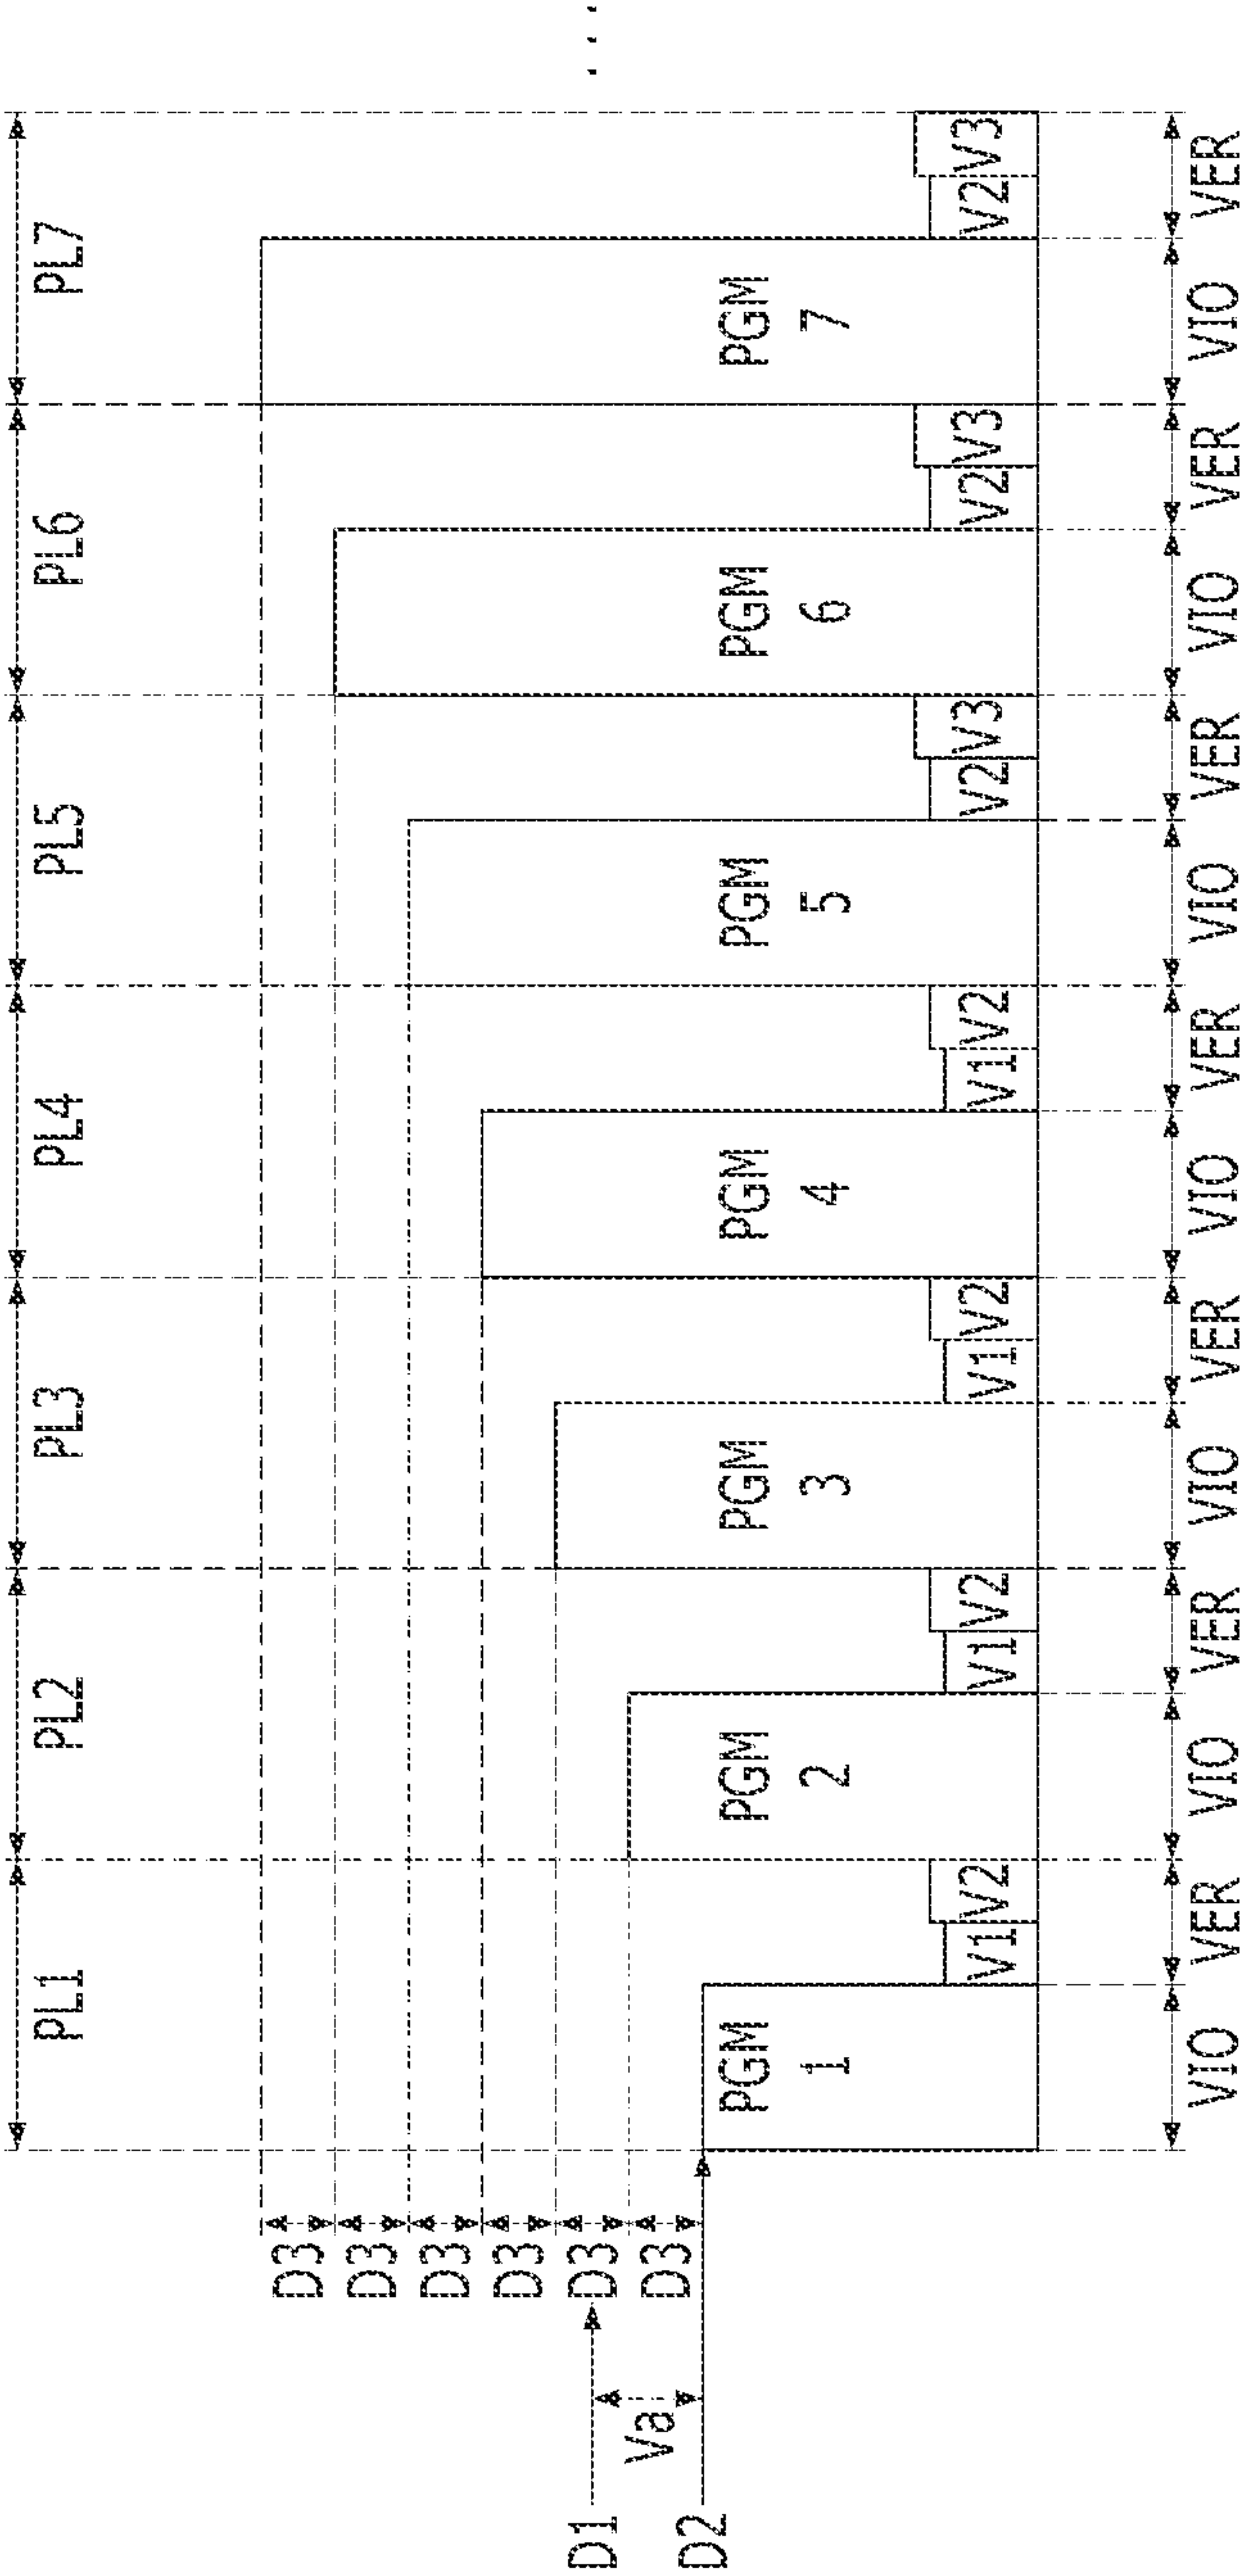 PL1 PL2 PL3 PL4 PL5 PL6 PL7
D3
D3
D3
D3
D1 D3
Va D3
D2
PGM 1 V1 V2
PGM 2 V1 V2
PGM 3 V1 V2
PGM 4 V1 V2
PGM 5 V2 V3
PGM 6 V2 V3
PGM 7 V2 V3
...
VIO VER VIO VER VIO VER VIO VER VIO VER VIO VER VIO VER